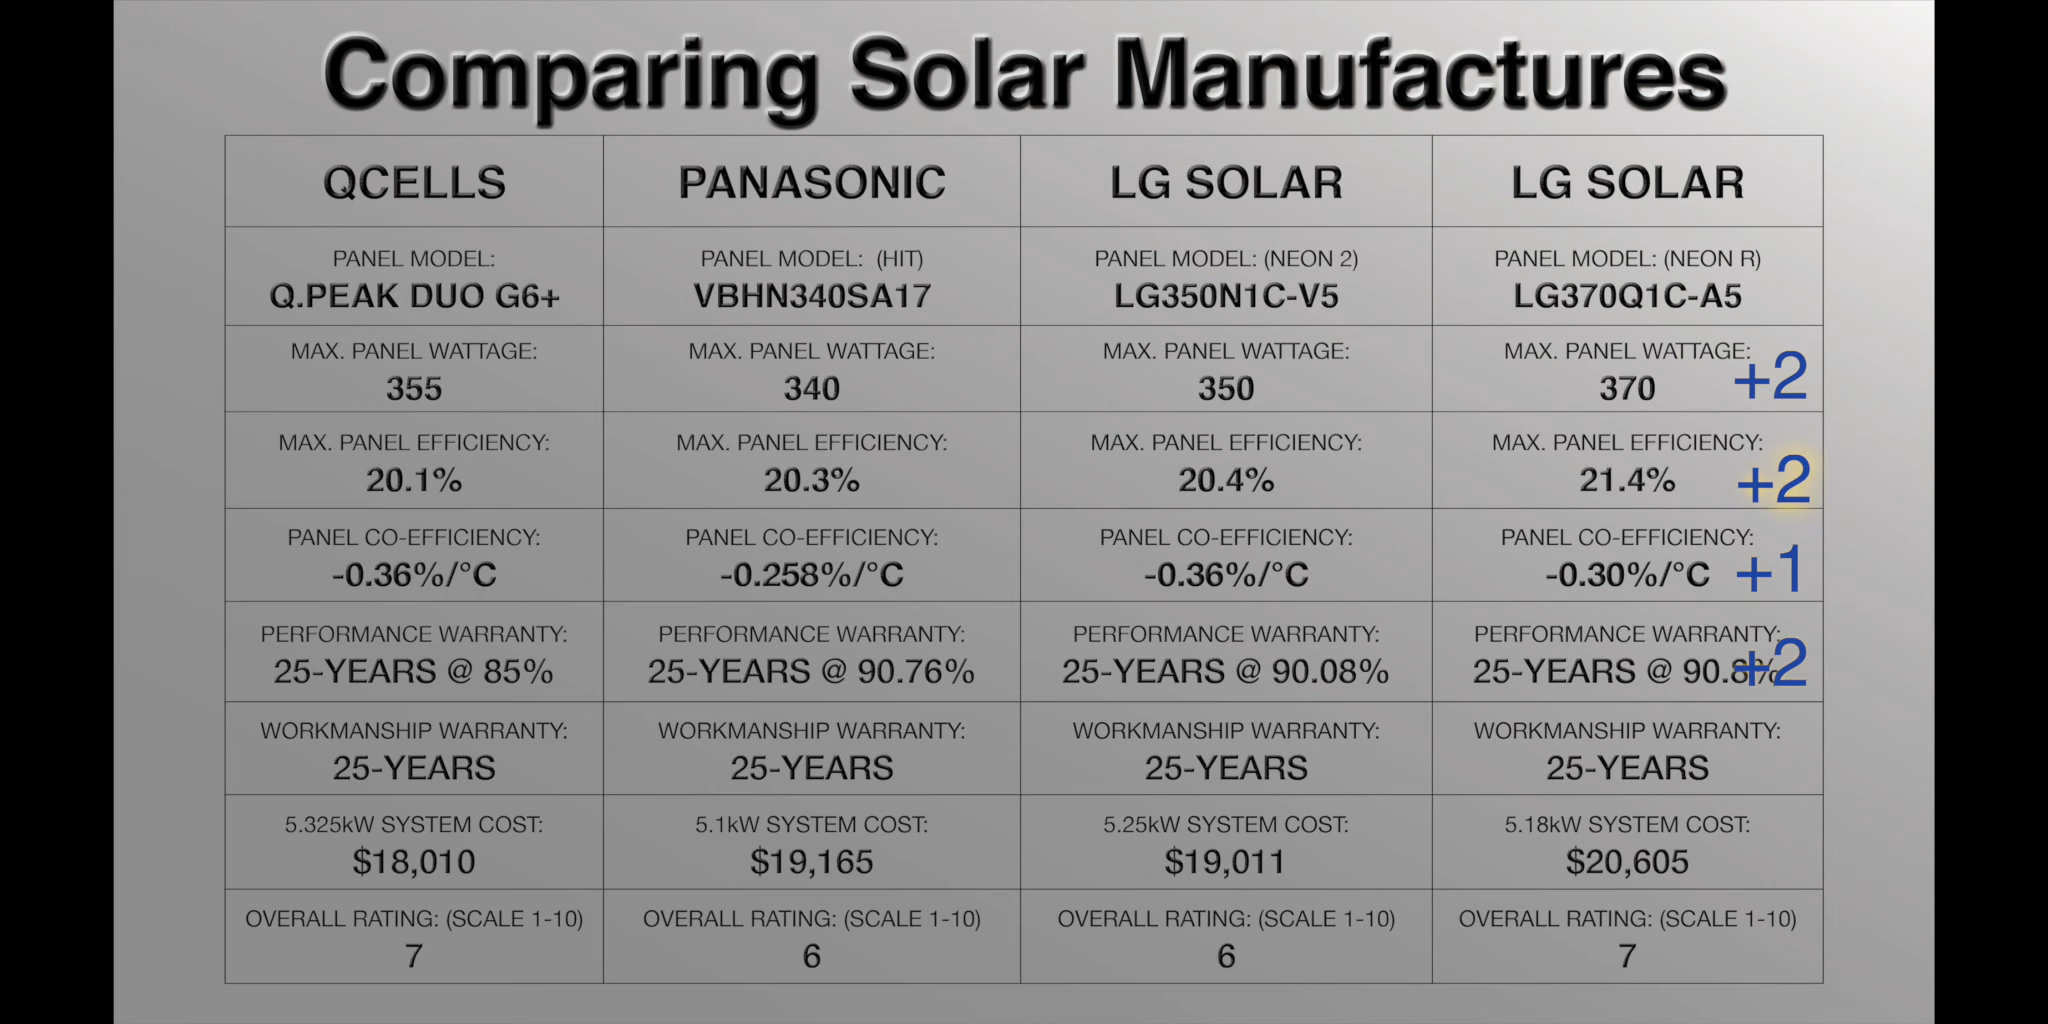 Comparing Solar Manufactures
QCELLS
PANASONIC
LG SOLAR
LG SOLAR
PANEL MODEL:
Q.PEAK DUO G6+
PANEL MODEL: (HIT)
VBHN340SA17
PANEL MODEL: (NEON 2)
LG350N1C-V5
PANEL MODEL: (NEON R)
LG370Q1C-A5
MAX. PANEL WATTAGE:
355
MAX. PANEL WATTAGE:
340
MAX. PANEL WATTAGE:
350
MAX. PANEL WATTAGE:
370
+2
MAX. PANEL EFFICIENCY:
20.1%
MAX. PANEL EFFICIENCY:
20.3%
MAX. PANEL EFFICIENCY:
20.4%
MAX. PANEL EFFICIENCY:
21.4%
+2
PANEL CO-EFFICIENCY:
-0.36%/°C
PANEL CO-EFFICIENCY:
-0.258%/°C
PANEL CO-EFFICIENCY:
-0.36%/°C
PANEL CO-EFFICIENCY:
-0.30%/°C
+1
PERFORMANCE WARRANTY:
25-YEARS @ 85%
PERFORMANCE WARRANTY:
25-YEARS @ 90.76%
PERFORMANCE WARRANTY:
25-YEARS @ 90.08%
PERFORMANCE WARRANTY:
25-YEARS @ 90.8%
+2
WORKMANSHIP WARRANTY:
25-YEARS
WORKMANSHIP WARRANTY:
25-YEARS
WORKMANSHIP WARRANTY:
25-YEARS
WORKMANSHIP WARRANTY:
25-YEARS
5.325kW SYSTEM COST:
$18,010
5.1kW SYSTEM COST:
$19,165
5.25kW SYSTEM COST:
$19,011
5.18kW SYSTEM COST:
$20,605
OVERALL RATING: (SCALE 1-10)
7
OVERALL RATING: (SCALE 1-10)
6
OVERALL RATING: (SCALE 1-10)
6
OVERALL RATING: (SCALE 1-10)
7